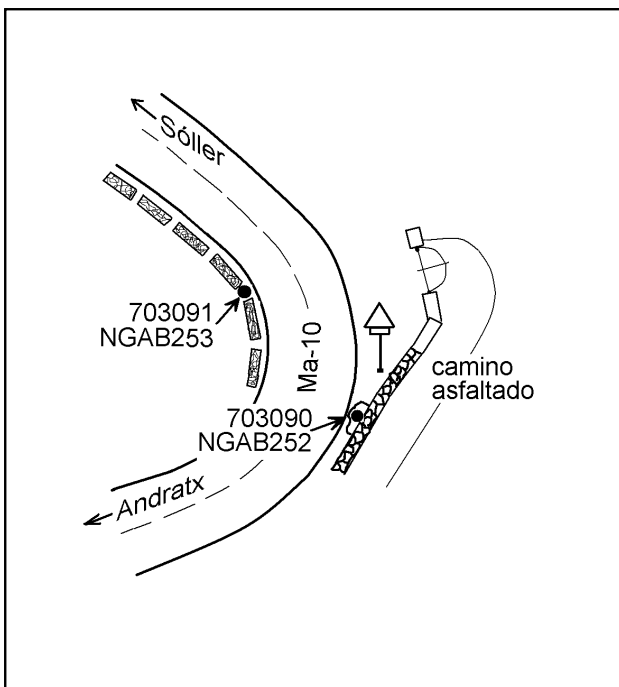 Sóller
703091
NGAB253
Ma-10
camino
asfaltado
703090
NGAB252
Andratx